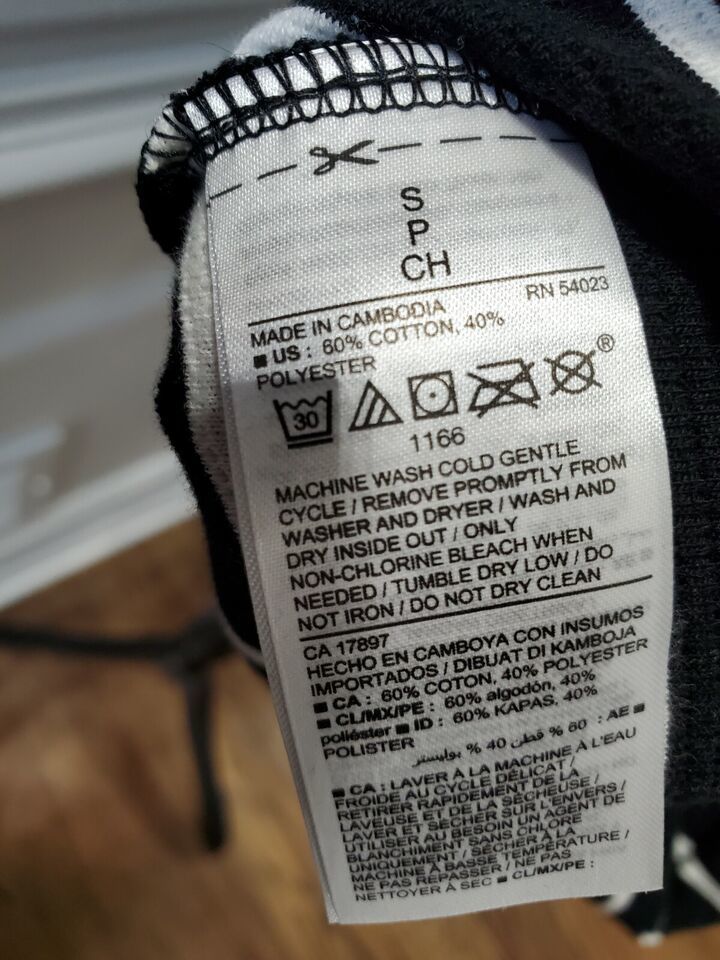 S
P
CH
RN 54023
MADE IN CAMBODIA
■ US : 60% COTTON, 40%
POLYESTER
30
®
1166
MACHINE WASH COLD GENTLE
CYCLE / REMOVE PROMPTLY FROM
WASHER AND DRYER / WASH AND
DRY INSIDE OUT / ONLY
NON-CHLORINE BLEACH WHEN
NEEDED / TUMBLE DRY LOW / DO
NOT IRON / DO NOT DRY CLEAN
CA 17897
HECHO EN CAMBOYA CON INSUMOS
IMPORTADOS / DIBUAT DI KAMBOJA
■ CA : 60% COTON, 40% POLYESTER
■ CL/MX/PE : 60% algodón, 40%
poliéster ■ ID : 60% KAPAS, 40%
POLISTER
■ AE : 60 % قطن 40 % بوليستر
■ CA : LAVER À LA MACHINE À L'EAU
FROIDE AU CYCLE DÉLICAT /
RETIRER RAPIDEMENT DE LA
LAVEUSE ET DE LA SÉCHEUSE /
LAVER ET SÉCHER SUR L'ENVERS /
UTILISER AU BESOIN UN AGENT DE
BLANCHIMENT SANS CHLORE
UNIQUEMENT / SÉCHER À LA
MACHINE À BASSE TEMPÉRATURE /
NE PAS REPASSER / NE PAS
NETTOYER À SEC ■ CL/MX/PE :